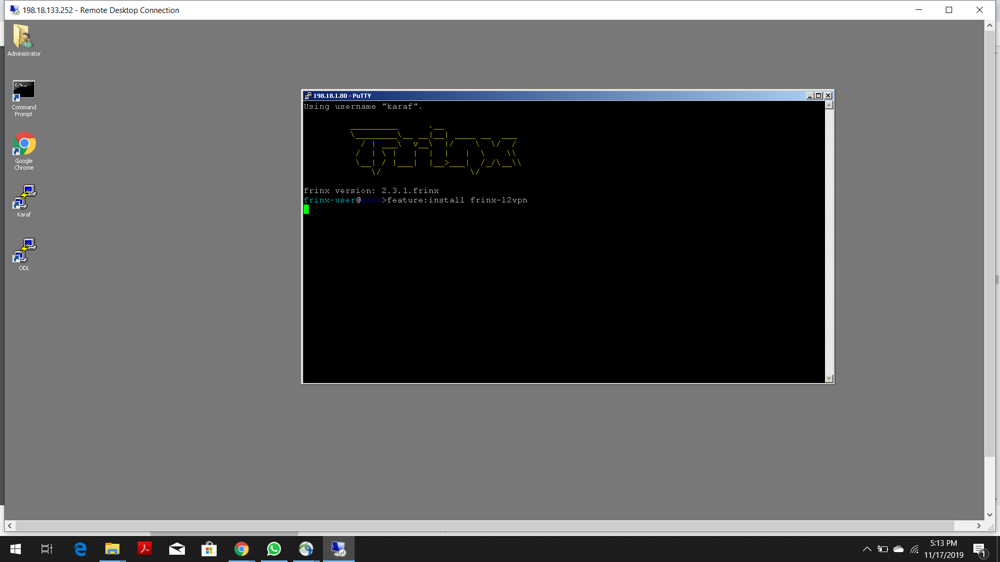 198.18.133.252 - Remote Desktop Connection
Administrator
Command
Prompt
Google
Chrome
Karaf
ODL
198.18.1.80 - PuTTY
Using username "karaf".
Frinx
frinx version: 2.3.1.frinx
frinx-user@root>feature:install frinx-l2vpn
5:13 PM
11/17/2019
1